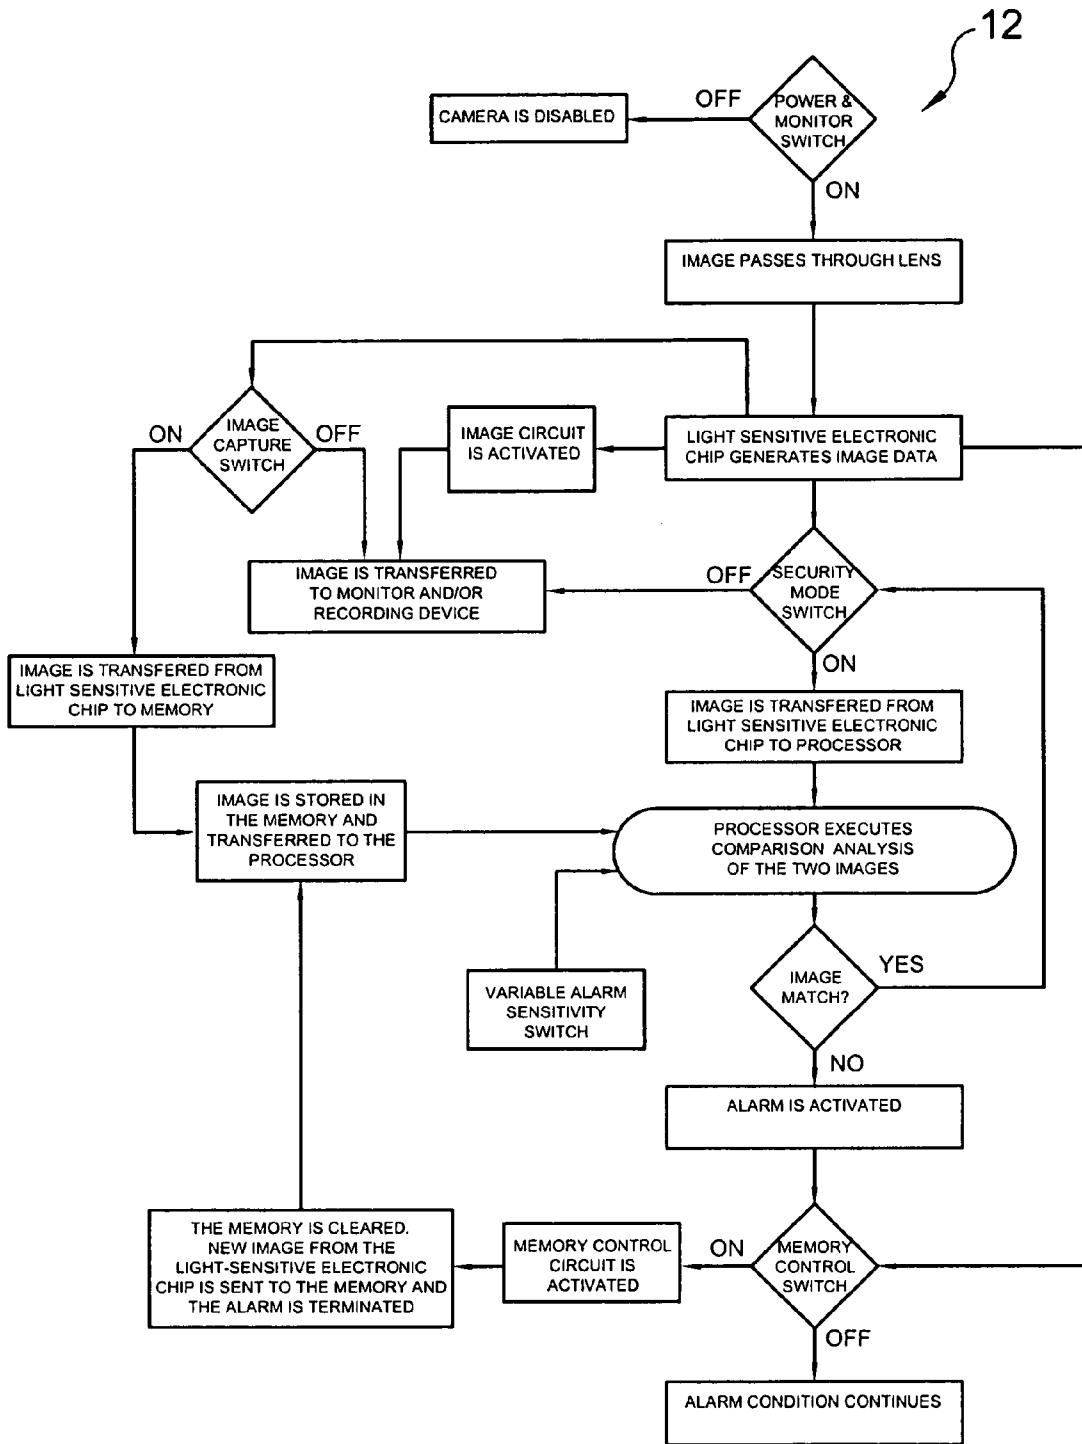 12
POWER &
MONITOR
SWITCH
OFF
CAMERA IS DISABLED
ON
IMAGE PASSES THROUGH LENS
IMAGE
CAPTURE
SWITCH
ON
OFF
IMAGE CIRCUIT
IS ACTIVATED
LIGHT SENSITIVE ELECTRONIC
CHIP GENERATES IMAGE DATA
IMAGE IS TRANSFERRED
TO MONITOR AND/OR
RECORDING DEVICE
OFF
SECURITY
MODE
SWITCH
ON
IMAGE IS TRANSFERED FROM
LIGHT SENSITIVE ELECTRONIC
CHIP TO MEMORY
IMAGE IS TRANSFERED FROM
LIGHT SENSITIVE ELECTRONIC
CHIP TO PROCESSOR
IMAGE IS STORED IN
THE MEMORY AND
TRANSFERRED TO THE
PROCESSOR
PROCESSOR EXECUTES
COMPARISON ANALYSIS
OF THE TWO IMAGES
VARIABLE ALARM
SENSITIVITY
SWITCH
IMAGE
MATCH?
YES
NO
ALARM IS ACTIVATED
THE MEMORY IS CLEARED.
NEW IMAGE FROM THE
LIGHT-SENSITIVE ELECTRONIC
CHIP IS SENT TO THE MEMORY AND
THE ALARM IS TERMINATED
MEMORY CONTROL
CIRCUIT IS
ACTIVATED
ON
MEMORY
CONTROL
SWITCH
OFF
ALARM CONDITION CONTINUES